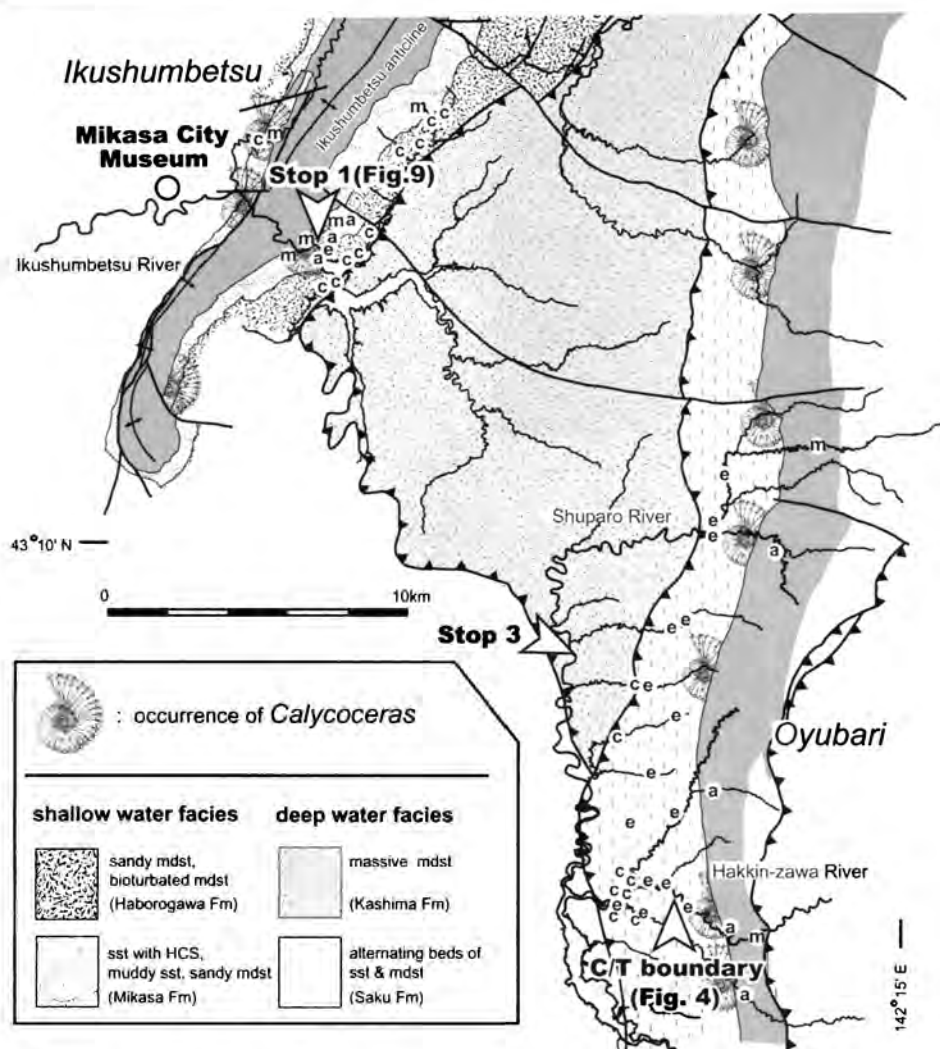 Ikushumbetsu
Ikushumbetsu anticline
Mikasa City
Museum
Stop 1(Fig.9)
Ikushumbetsu River
m
c
c
m
c
m
c
c
c
c
m
a
m
a
c
m
e
c
a
c
c
c
m
e
Shuparo River
e
e
a
43°10' N
0
10km
Stop 3
e
e
c
e
e
c
Oyubari
e
a
e
e
c
c
c
e
e
c
c
e
c
e
c
c
e
Hakkin-zawa River
a
m
C/T boundary
(Fig. 4)
a
142°15' E
: occurrence of Calycoceras
shallow water facies
deep water facies
sandy mdst,
bioturbated mdst
(Haborogawa Fm)
massive mdst
(Kashima Fm)
sst with HCS,
muddy sst, sandy mdst
(Mikasa Fm)
alternating beds of
sst & mdst
(Saku Fm)